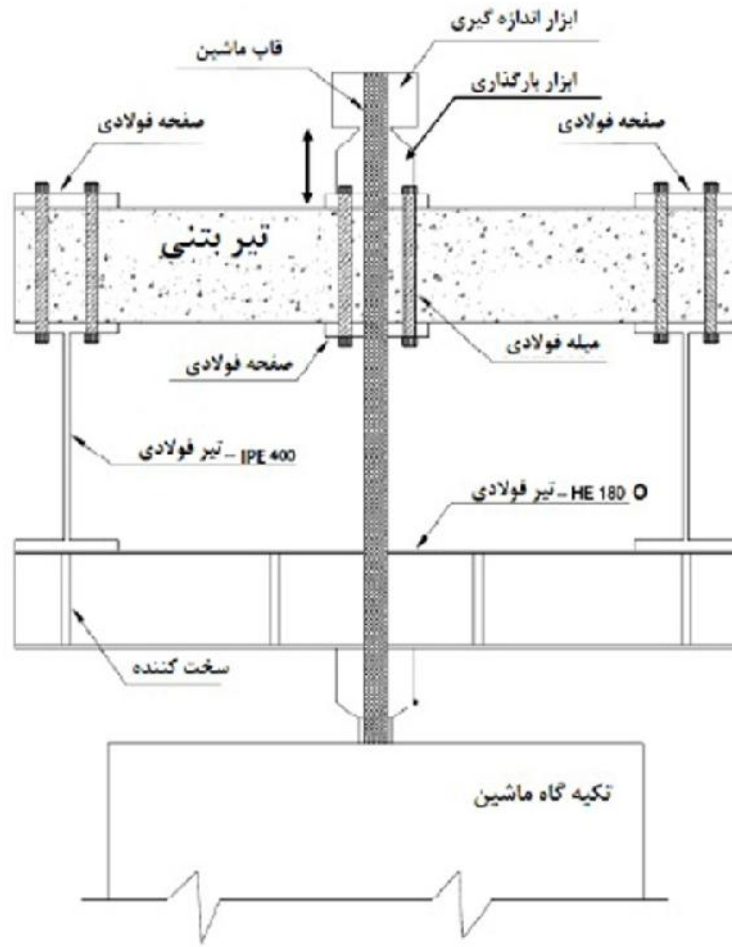 ابزار اندازه گیری
قاب ماشین
ابزار بارگذاری
صفحه فولادی
صفحه فولادی
تیر بتنی
میله فولادی
صفحه فولادی
تیر فولادی – IPE 400
تیر فولادی – HE 180 O
سخت کننده
تکیه گاه ماشین